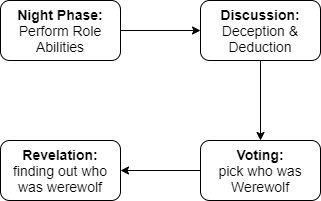 Night Phase:
Perform Role
Abilities
Discussion:
Deception &
Deduction
Voting:
pick who was
Werewolf
Revelation:
finding out who
was werewolf